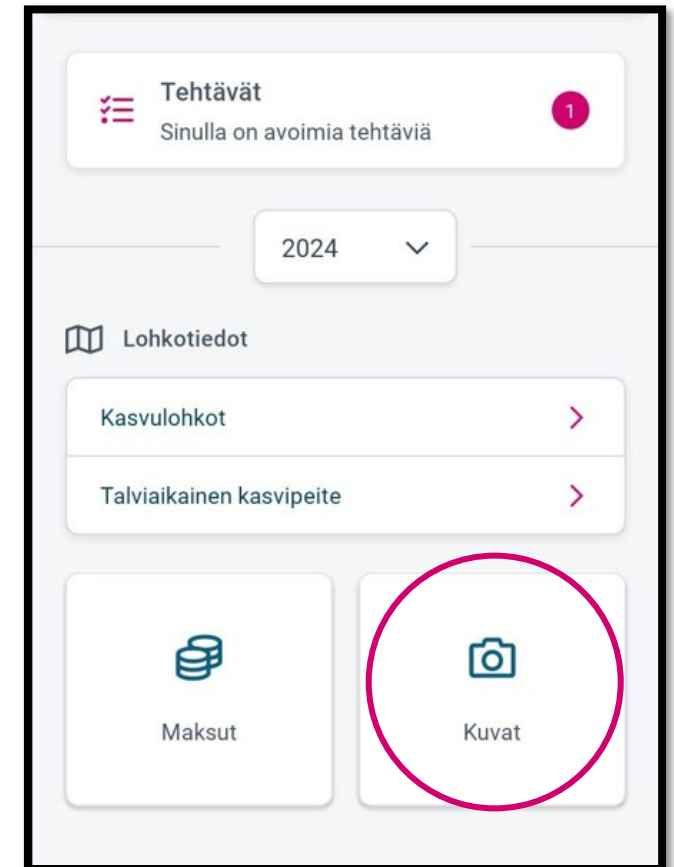 Tehtävät
Sinulla on avoimia tehtäviä
1
2024
Lohkotiedot
Kasvulohkot
Talviaikainen kasvipeite
Maksut
Kuvat